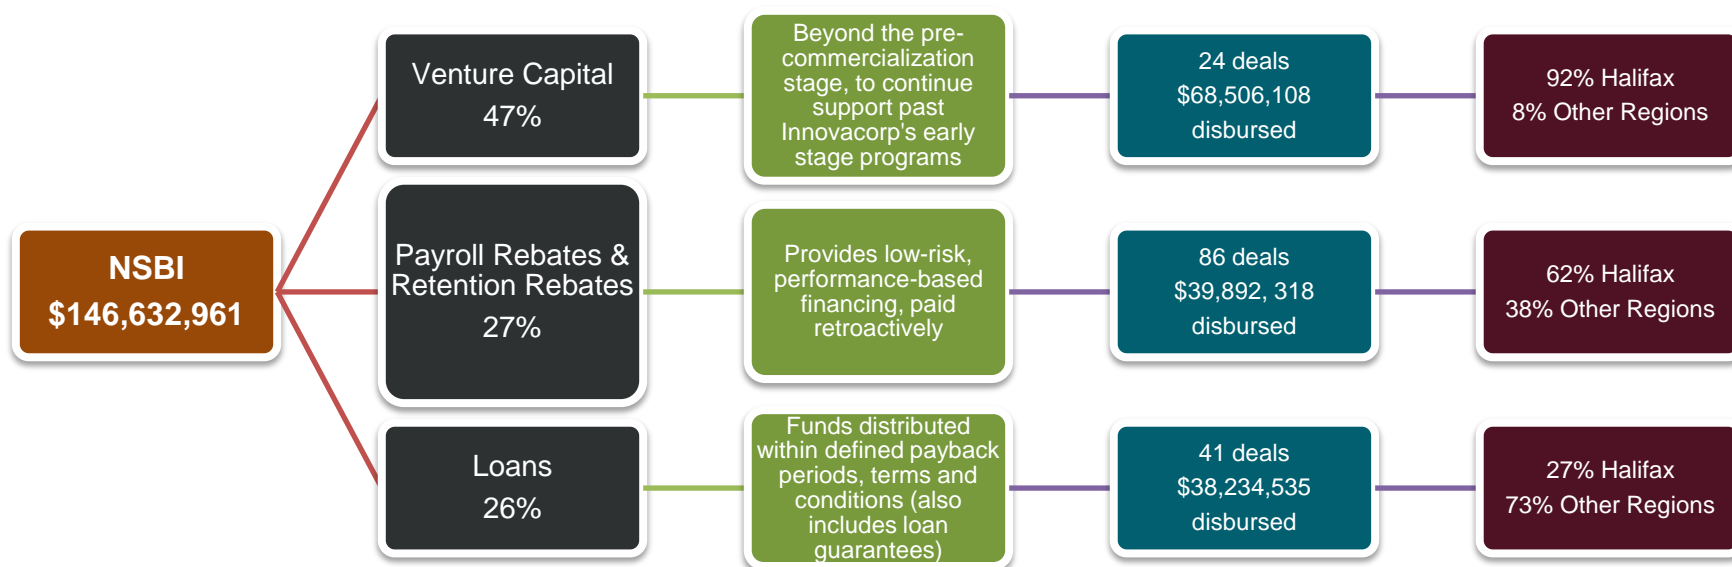 NSBI
$146,632,961
Venture Capital
47%
Beyond the pre-
commercialization
stage, to continue
support past
Innovacorp's early
stage programs
24 deals
$68,506,108
disbursed
92% Halifax
8% Other Regions
Payroll Rebates &
Retention Rebates
27%
Provides low-risk,
performance-based
financing, paid
retroactively
86 deals
$39,892, 318
disbursed
62% Halifax
38% Other Regions
Loans
26%
Funds distributed
within defined payback
periods, terms and
conditions (also
includes loan
guarantees)
41 deals
$38,234,535
disbursed
27% Halifax
73% Other Regions